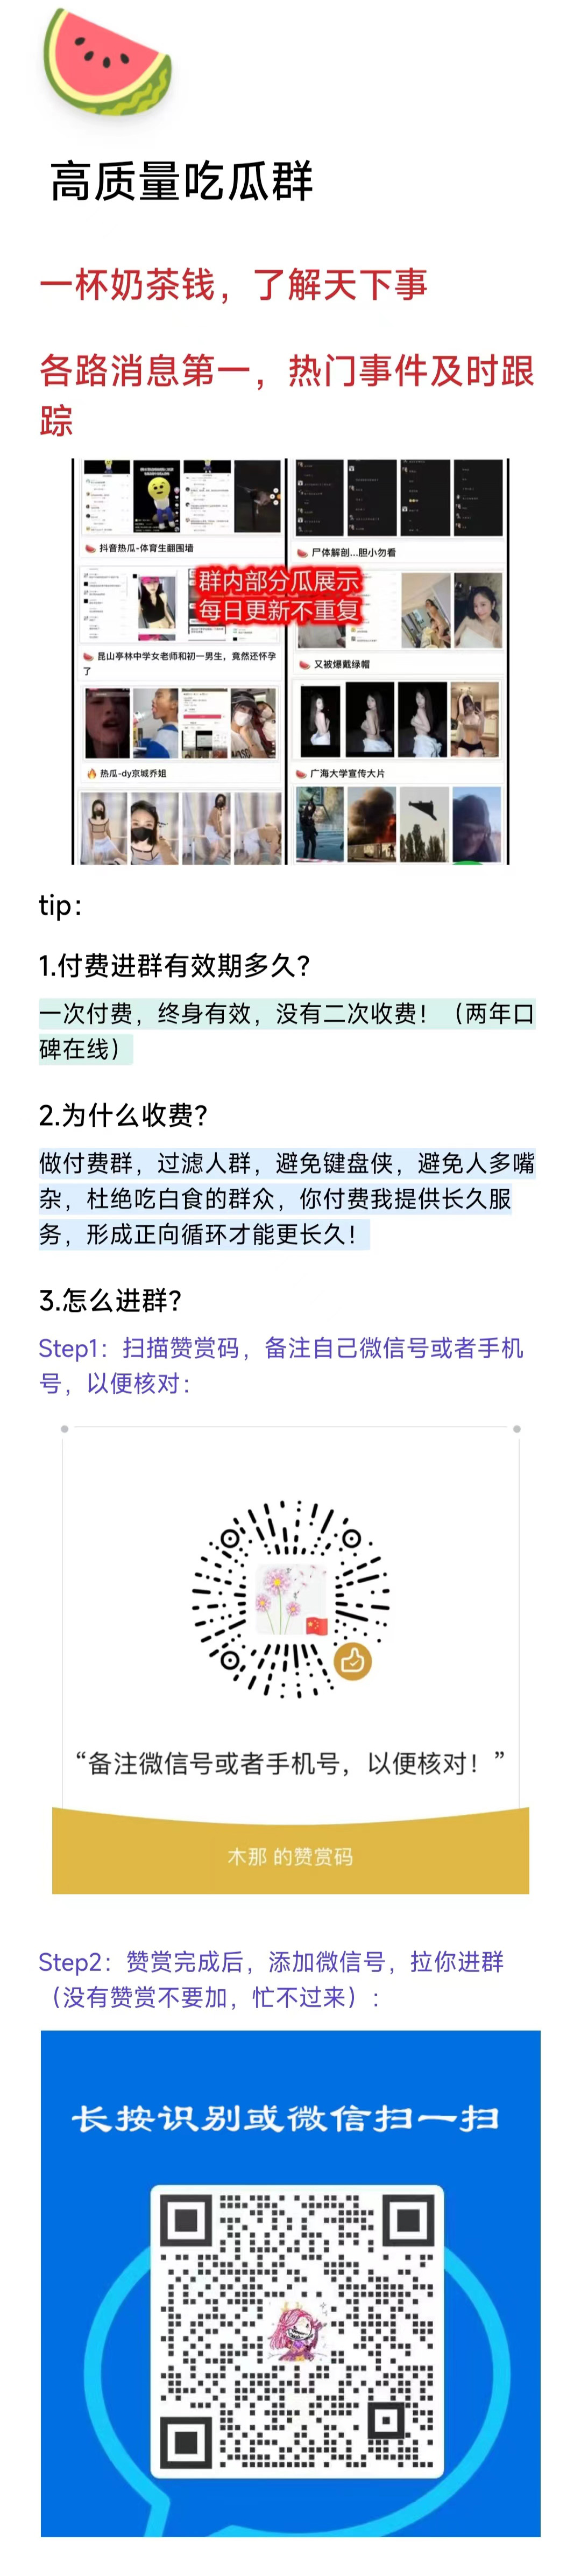 高质量吃瓜群
一杯奶茶钱，了解天下事
各路消息第一，热门事件及时跟
踪
抖音热瓜-体育生翻围墙
尸体解剖...胆小勿看
群内部分瓜展示
每日更新不重复
昆山亭林中学女老师和初一男生，竟然还怀孕
了
又被爆戴绿帽
热瓜-dy京城乔姐
广海大学宣传大片
tip：
1.付费进群有效期多久？
一次付费，终身有效，没有二次收费！（两年口
碑在线）
2.为什么收费？
做付费群，过滤人群，避免键盘侠，避免人多嘴
杂，杜绝吃白食的群众，你付费我提供长久服
务，形成正向循环才能更长久！
3.怎么进群？
Step1：扫描赞赏码，备注自己微信号或者手机
号，以便核对：
“备注微信号或者手机号，以便核对！”
木那 的赞赏码
Step2：赞赏完成后，添加微信号，拉你进群
（没有赞赏不要加，忙不过来）：
长按识别或微信扫一扫